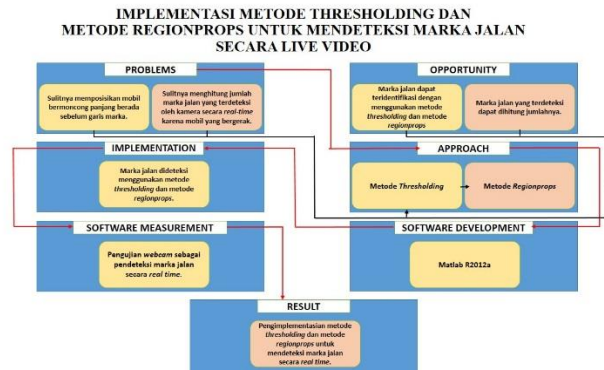 IMPLEMENTASI METODE THRESHOLDING DAN
METODE REGIONPROPS UNTUK MENDETEKSI MARKA JALAN
SECARA LIVE VIDEO
PROBLEMS
Sulitnya memposisikan mobil
bermoncong panjang berada
sebelum garis marka.
Sulitnya menghitung jumlah
marka jalan yang terdeteksi
oleh kamera secara real-time
karena mobil yang bergerak.
OPPORTUNITY
Marka jalan dapat
teridentifikasi dengan
menggunakan metode
thresholding dan metode
regionprops
Marka jalan yang terdeteksi
dapat dihitung jumlahnya.
IMPLEMENTATION
Marka jalan dideteksi
menggunakan metode
thresholding dan metode
regionprops.
APPROACH
Metode Thresholding
Metode Regionprops
SOFTWARE MEASUREMENT
Pengujian webcam sebagai
pendeteksi marka jalan
secara real time.
SOFTWARE DEVELOPMENT
Matlab R2012a
RESULT
Pengimplementasian metode
thresholding dan metode
regionprops untuk
mendeteksi marka jalan
secara real time.